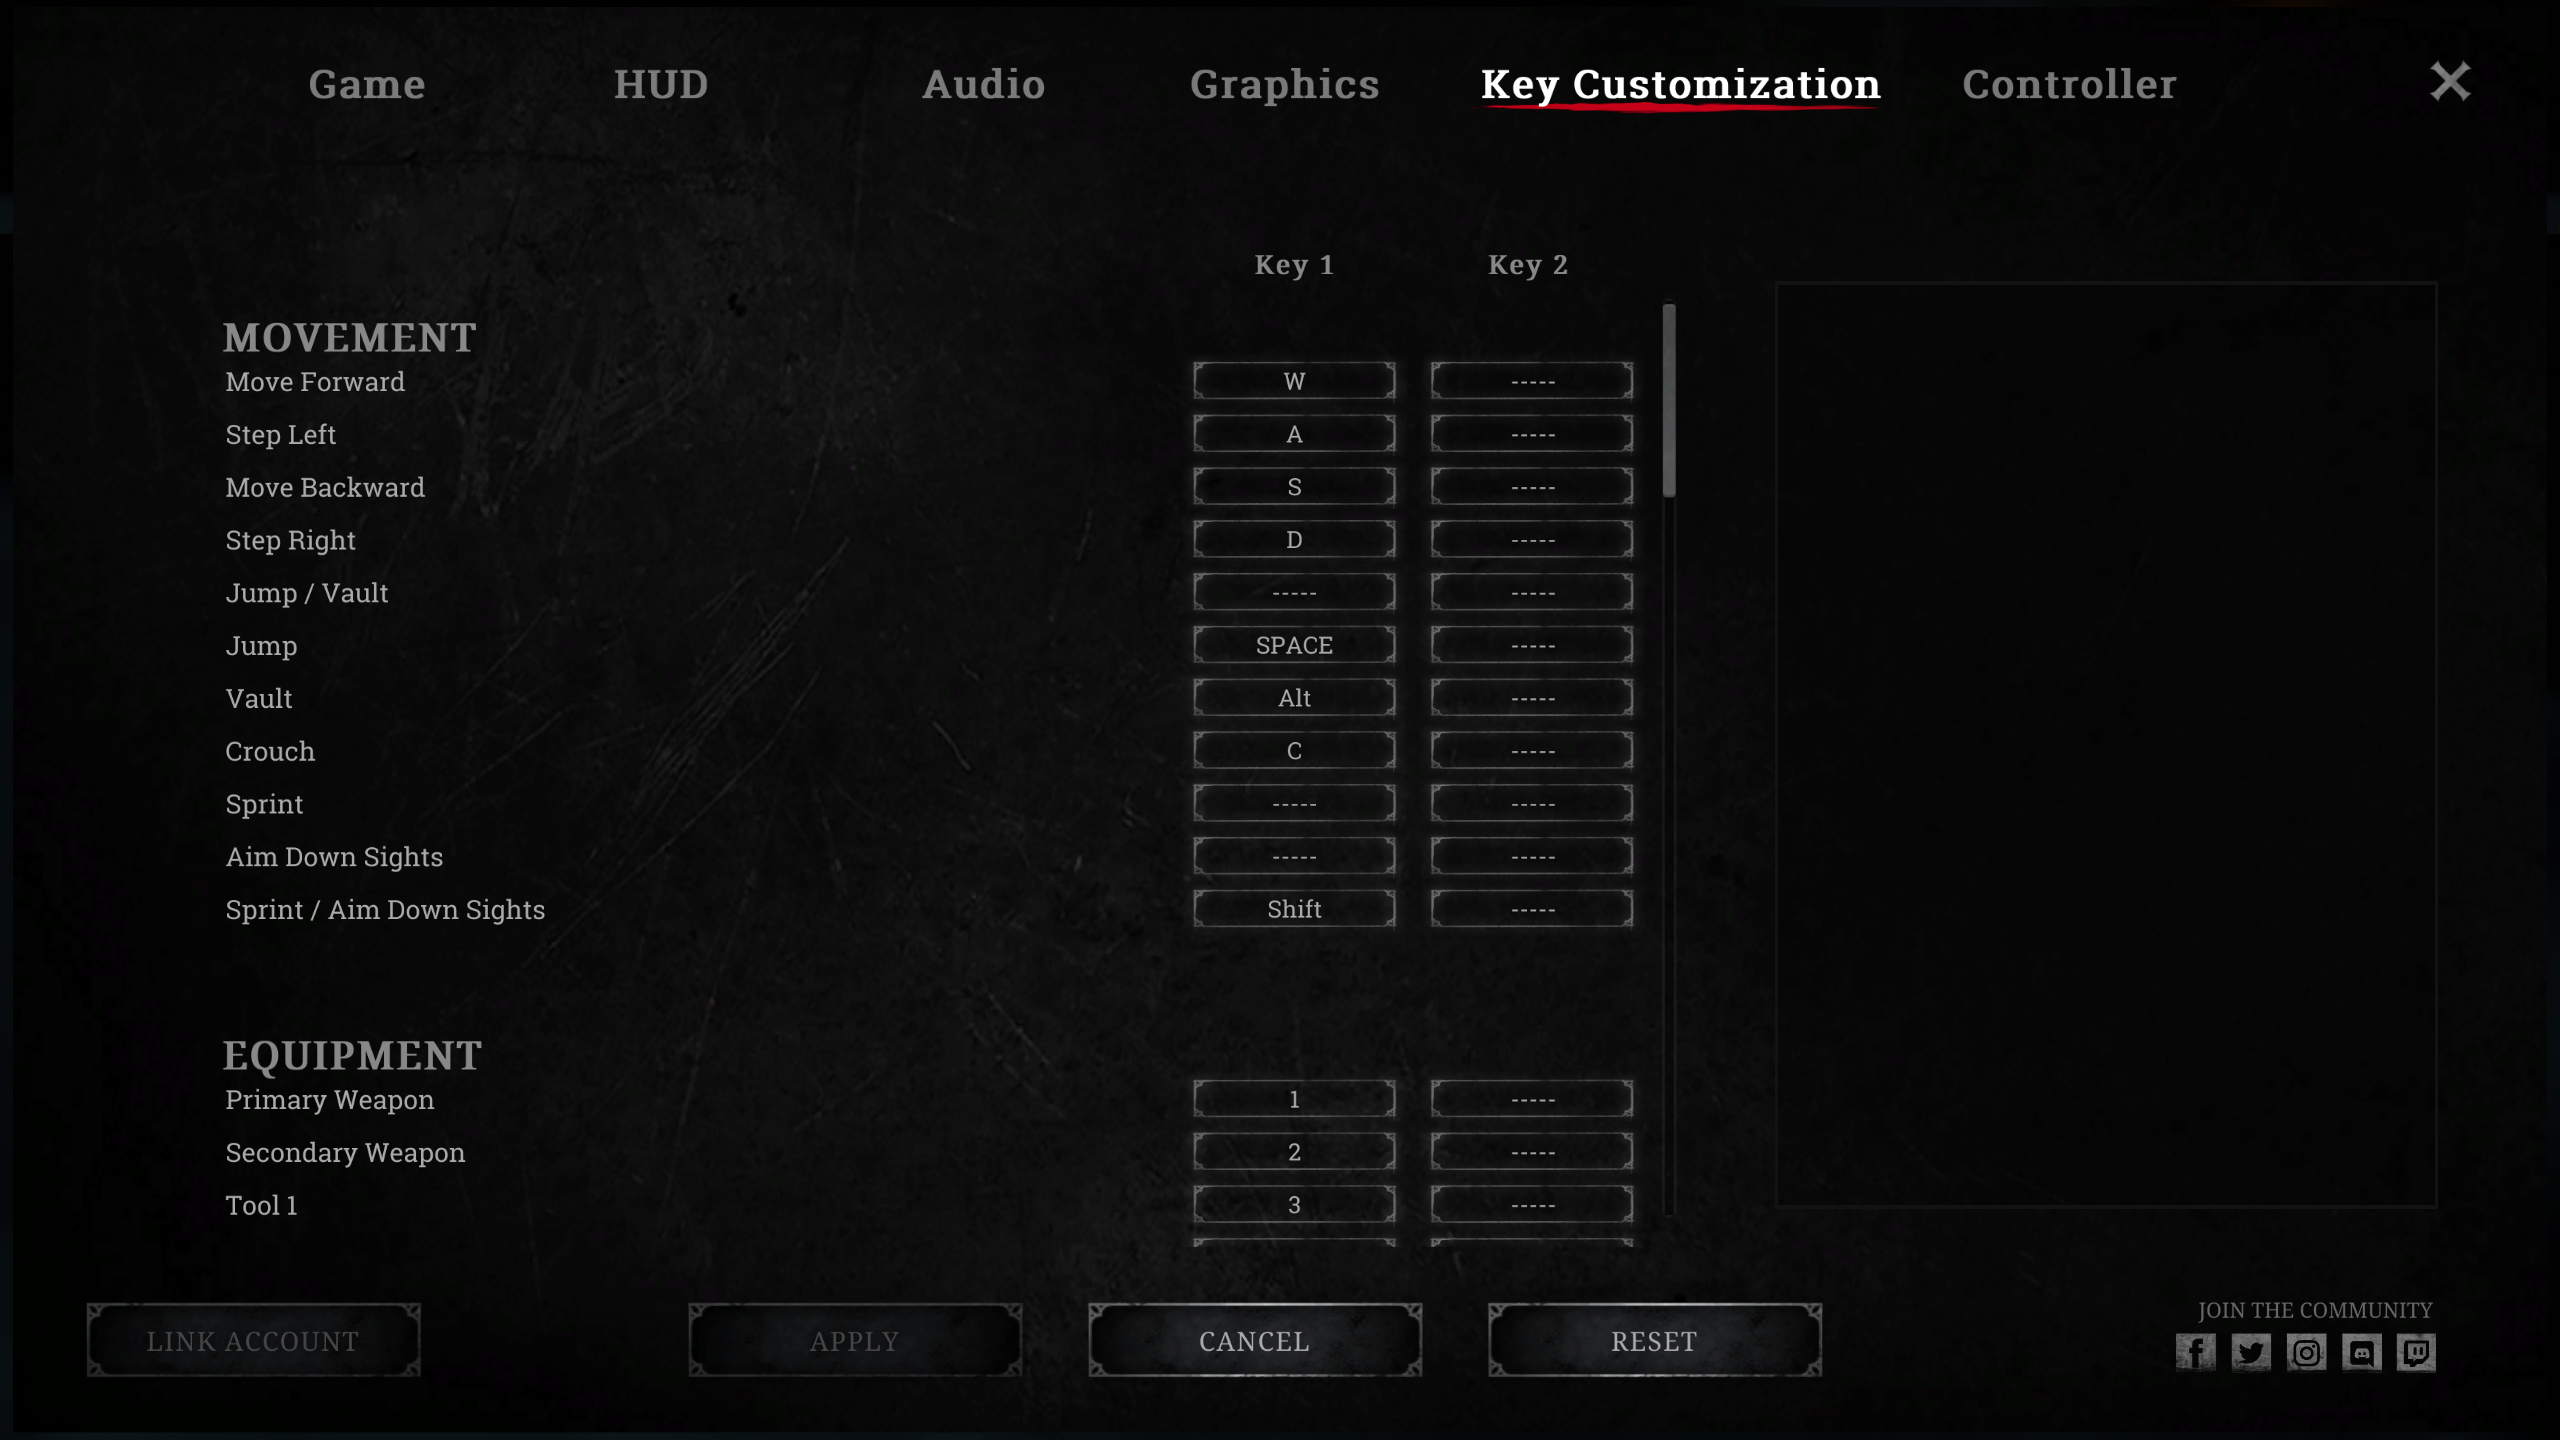 Game HUD Audio Graphics Key Customization Controller
Key 1 Key 2
MOVEMENT
Move Forward W -----
Step Left A -----
Move Backward S -----
Step Right D -----
Jump / Vault ----- -----
Jump SPACE -----
Vault Alt -----
Crouch C -----
Sprint ----- -----
Aim Down Sights ----- -----
Sprint / Aim Down Sights Shift -----
EQUIPMENT
Primary Weapon 1 -----
Secondary Weapon 2 -----
Tool 1 3 -----
JOIN THE COMMUNITY
LINK ACCOUNT APPLY CANCEL RESET